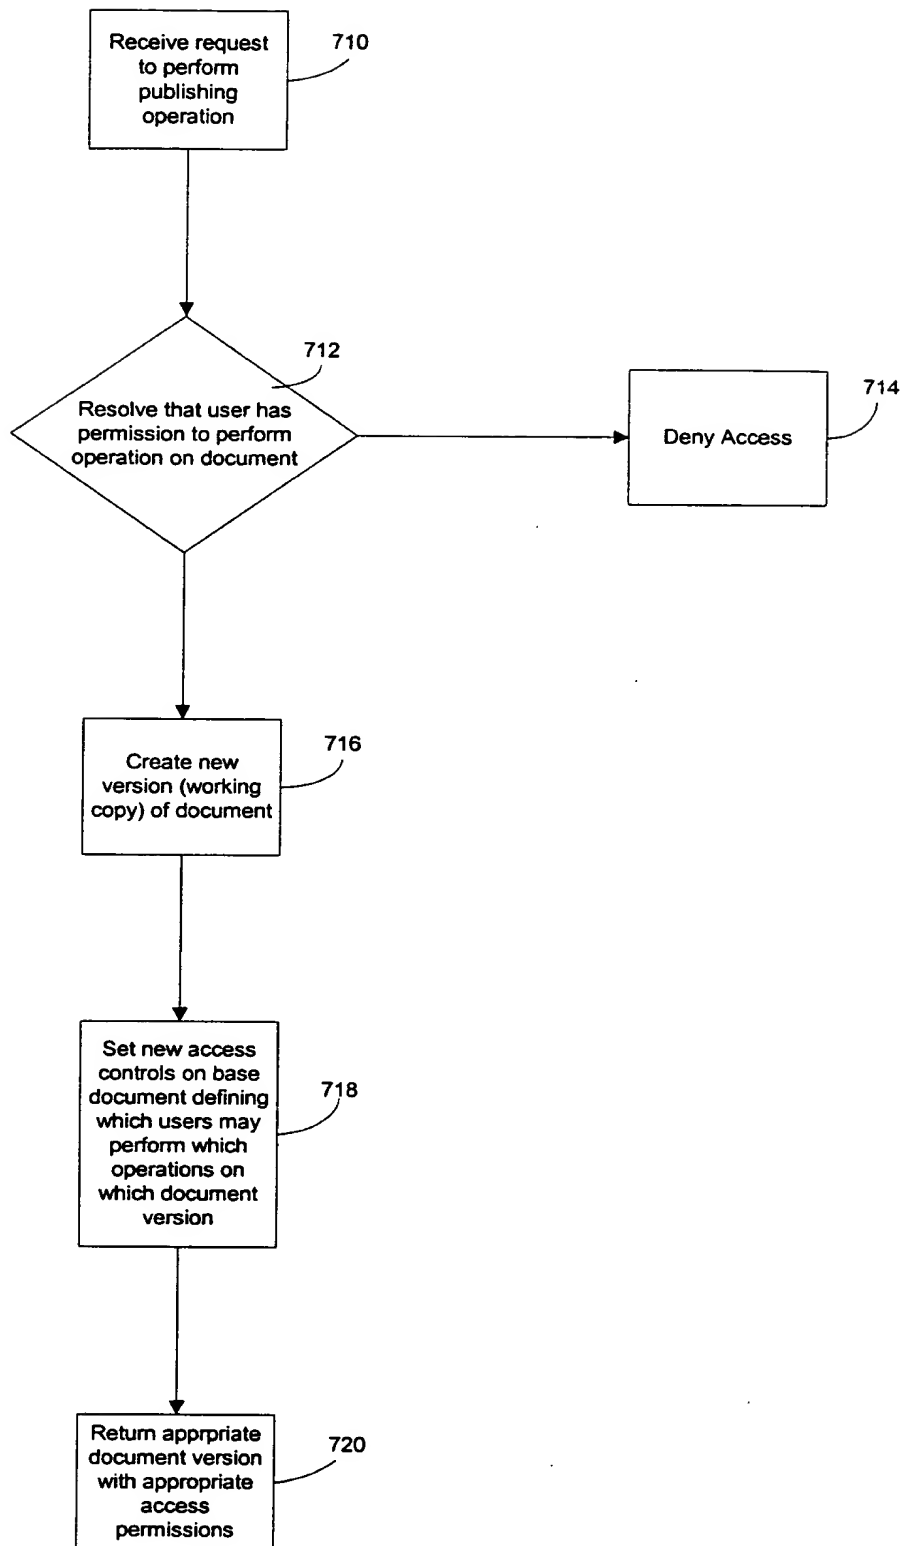 Receive request
to perform
publishing
operation
710
712
Resolve that user has
permission to perform
operation on document
Deny Access
714
Create new
version (working
copy) of document
716
Set new access
controls on base
document defining
which users may
perform which
operations on
which document
version
718
Return apprpriate
document version
with appropriate
access
permissions
720